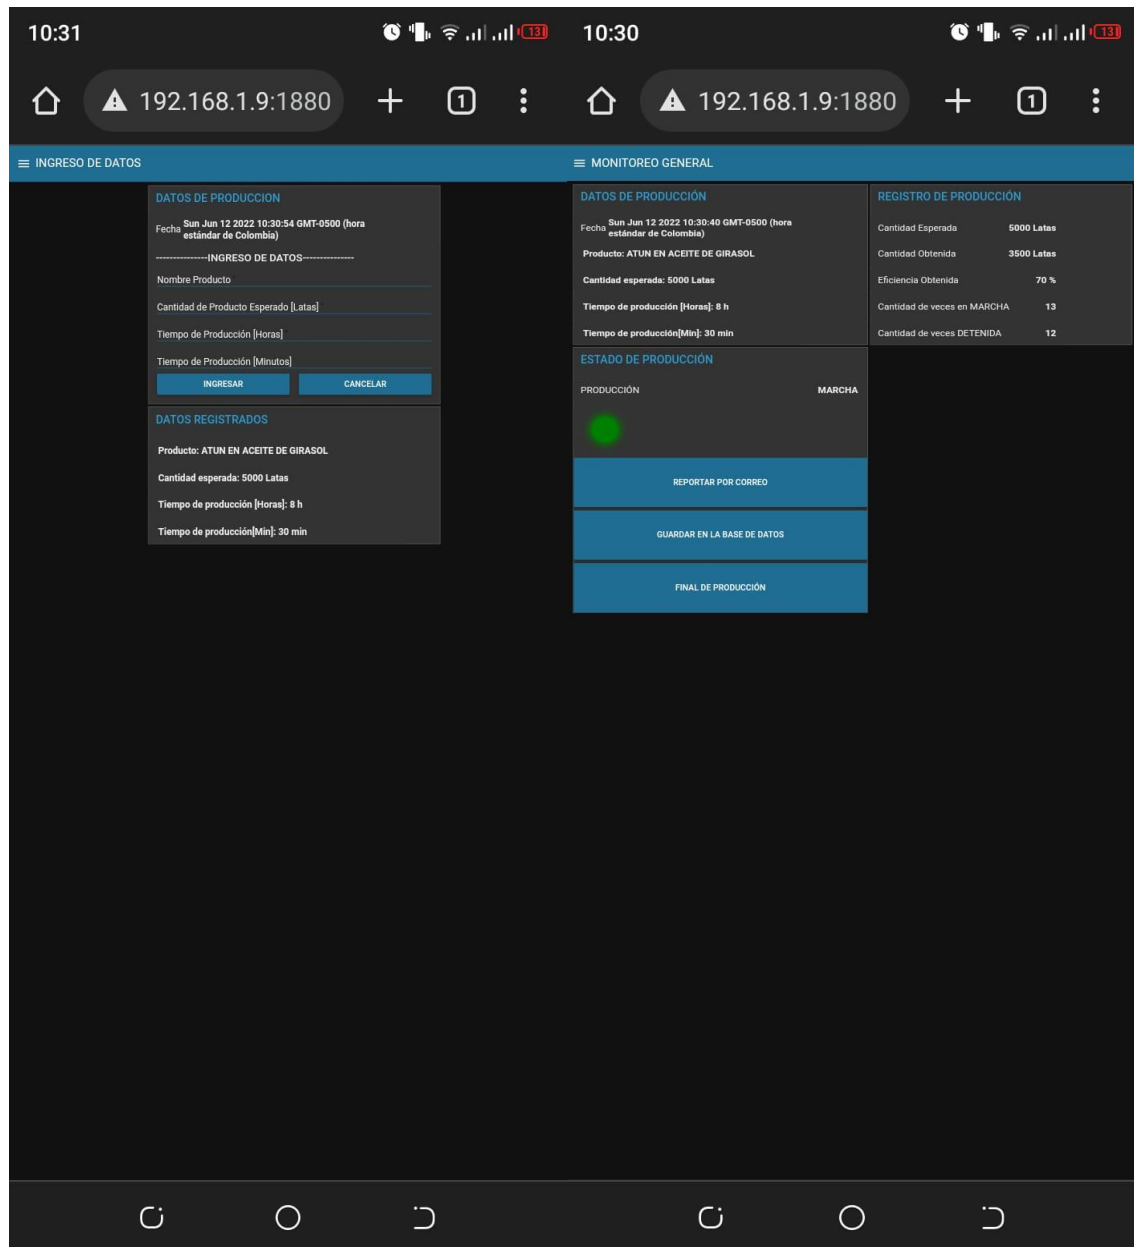 10:31
13
192.168.1.9:1880
1
INGRESO DE DATOS
DATOS DE PRODUCCION
Fecha Sun Jun 12 2022 10:30:54 GMT-0500 (hora
estándar de Colombia)
---------------INGRESO DE DATOS---------------
Nombre Producto
Cantidad de Producto Esperado [Latas]
Tiempo de Producción [Horas]
Tiempo de Producción [Minutos]
INGRESAR CANCELAR
DATOS REGISTRADOS
Producto: ATUN EN ACEITE DE GIRASOL
Cantidad esperada: 5000 Latas
Tiempo de producción [Horas]: 8 h
Tiempo de producción[Min]: 30 min
10:30
13
192.168.1.9:1880
1
MONITOREO GENERAL
DATOS DE PRODUCCIÓN
Fecha Sun Jun 12 2022 10:30:40 GMT-0500 (hora
estándar de Colombia)
Producto: ATUN EN ACEITE DE GIRASOL
Cantidad esperada: 5000 Latas
Tiempo de producción [Horas]: 8 h
Tiempo de producción[Min]: 30 min
ESTADO DE PRODUCCIÓN
PRODUCCIÓN MARCHA
REPORTAR POR CORREO
GUARDAR EN LA BASE DE DATOS
FINAL DE PRODUCCIÓN
REGISTRO DE PRODUCCIÓN
Cantidad Esperada 5000 Latas
Cantidad Obtenida 3500 Latas
Eficiencia Obtenida 70 %
Cantidad de veces en MARCHA 13
Cantidad de veces DETENIDA 12